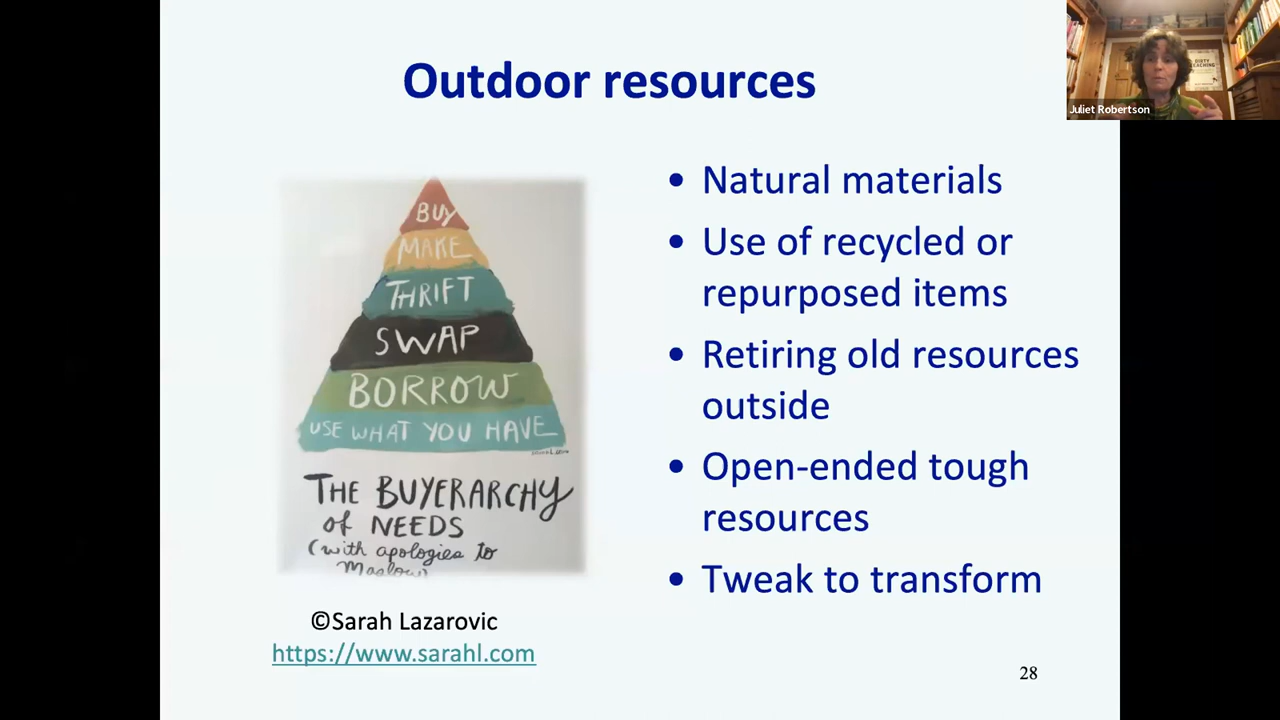 Outdoor resources
BUY
MAKE
THRIFT
SWAP
BORROW
USE WHAT YOU HAVE
THE BUYERARCHY
of NEEDS
(with apologies to
Maslow)
©Sarah Lazarovic
https://www.sarahl.com
• Natural materials
• Use of recycled or
repurposed items
• Retiring old resources
outside
• Open-ended tough
resources
• Tweak to transform
28
Juliet Robertson
DIRTY
TEACHING